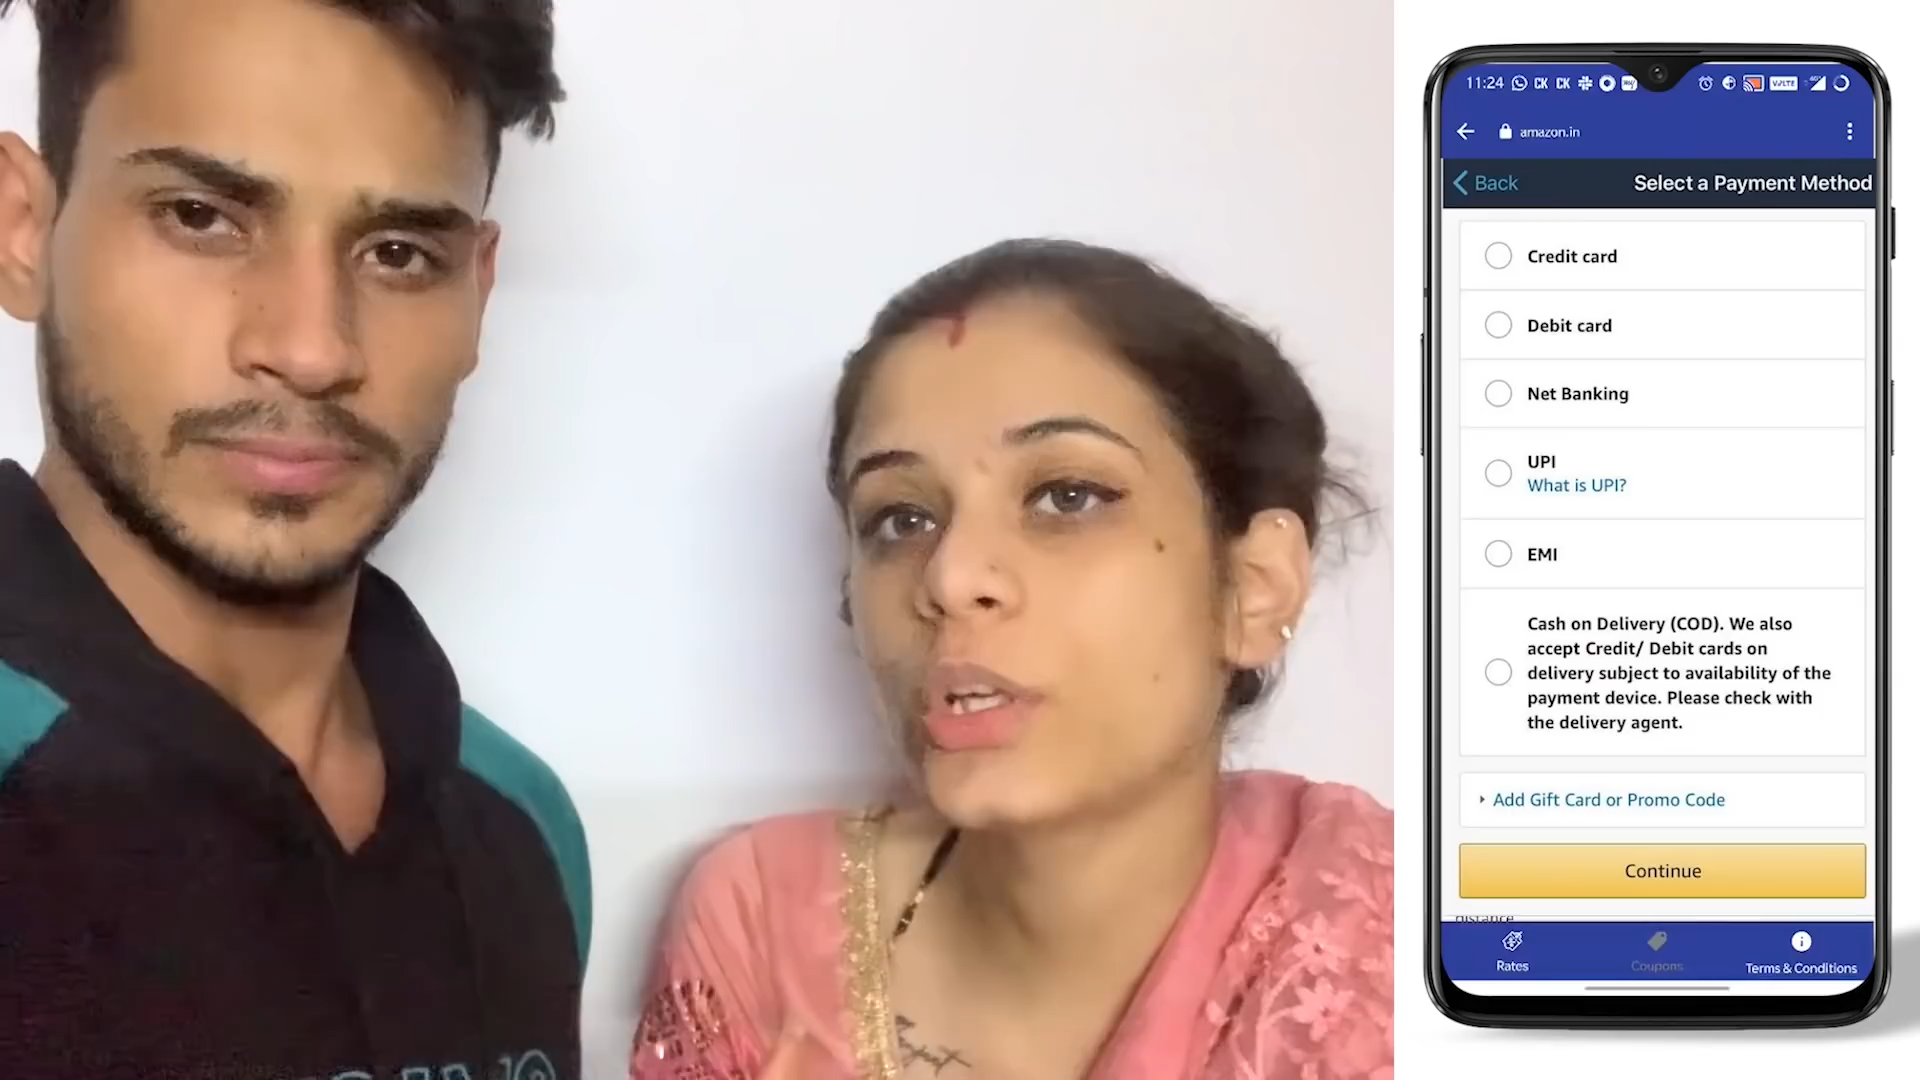 11:24
amazon.in
Back
Select a Payment Method
Credit card
Debit card
Net Banking
UPI
What is UPI?
EMI
Cash on Delivery (COD). We also
accept Credit/ Debit cards on
delivery subject to availability of the
payment device. Please check with
the delivery agent.
Add Gift Card or Promo Code
Continue
distance
Rates
Coupons
Terms & Conditions